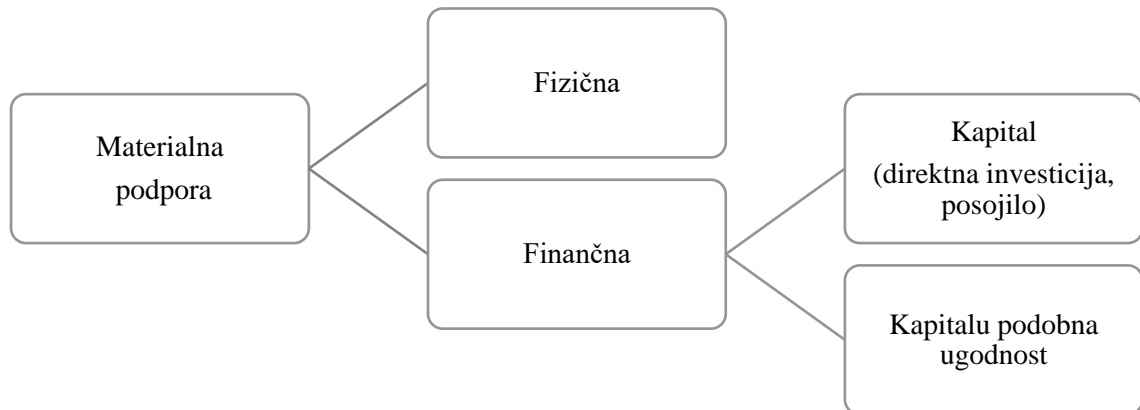 Materialna
podpora
Fizična
Finančna
Kapital
(direktna investicija,
posojilo)
Kapitalu podobna
ugodnost